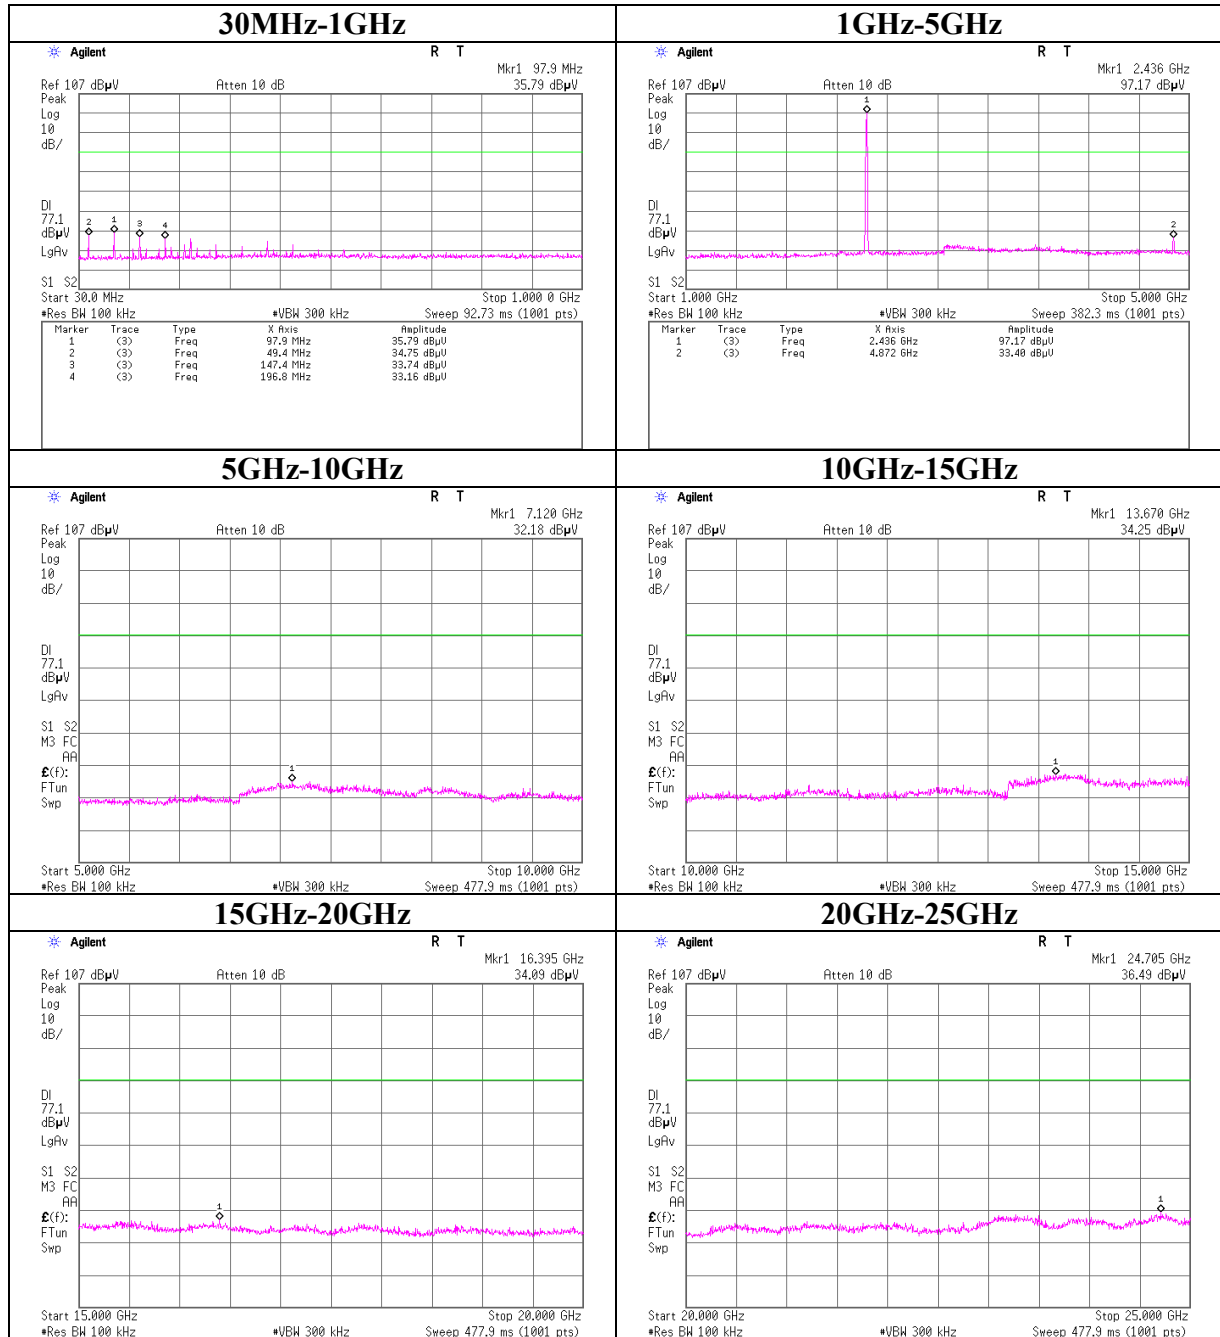 30MHz-1GHz
Agilent R T
Mkr1 97.9 MHz
Ref 107 dBµV Atten 10 dB 35.79 dBµV
Peak
Log
10
dB/
DI
77.1
dBµV
LgAv
S1 S2
2 1 3 4
Start 30.0 MHz Stop 1.000 0 GHz
#Res BW 100 kHz #VBW 300 kHz Sweep 92.73 ms (1001 pts)
Marker Trace Type X Axis Amplitude
1 (3) Freq 97.9 MHz 35.79 dBµV
2 (3) Freq 49.4 MHz 34.75 dBµV
3 (3) Freq 147.4 MHz 33.74 dBµV
4 (3) Freq 196.8 MHz 33.16 dBµV
1GHz-5GHz
Agilent R T
Mkr1 2.436 GHz
Ref 107 dBµV Atten 10 dB 97.17 dBµV
Peak
Log
10
dB/
DI
77.1
dBµV
LgAv
S1 S2
1
2
Start 1.000 GHz Stop 5.000 GHz
#Res BW 100 kHz #VBW 300 kHz Sweep 382.3 ms (1001 pts)
Marker Trace Type X Axis Amplitude
1 (3) Freq 2.436 GHz 97.17 dBµV
2 (3) Freq 4.872 GHz 33.40 dBµV
5GHz-10GHz
Agilent R T
Mkr1 7.120 GHz
Ref 107 dBµV Atten 10 dB 32.18 dBµV
Peak
Log
10
dB/
DI
77.1
dBµV
LgAv
S1 S2
M3 FC
AA
£(f):
FTun
Swp
1
Start 5.000 GHz Stop 10.000 GHz
#Res BW 100 kHz #VBW 300 kHz Sweep 477.9 ms (1001 pts)
10GHz-15GHz
Agilent R T
Mkr1 13.670 GHz
Ref 107 dBµV Atten 10 dB 34.25 dBµV
Peak
Log
10
dB/
DI
77.1
dBµV
LgAv
S1 S2
M3 FC
AA
£(f):
FTun
Swp
1
Start 10.000 GHz Stop 15.000 GHz
#Res BW 100 kHz #VBW 300 kHz Sweep 477.9 ms (1001 pts)
15GHz-20GHz
Agilent R T
Mkr1 16.395 GHz
Ref 107 dBµV Atten 10 dB 34.09 dBµV
Peak
Log
10
dB/
DI
77.1
dBµV
LgAv
S1 S2
M3 FC
AA
£(f):
FTun
Swp
1
Start 15.000 GHz Stop 20.000 GHz
#Res BW 100 kHz #VBW 300 kHz Sweep 477.9 ms (1001 pts)
20GHz-25GHz
Agilent R T
Mkr1 24.705 GHz
Ref 107 dBµV Atten 10 dB 36.49 dBµV
Peak
Log
10
dB/
DI
77.1
dBµV
LgAv
S1 S2
M3 FC
AA
£(f):
FTun
Swp
1
Start 20.000 GHz Stop 25.000 GHz
#Res BW 100 kHz #VBW 300 kHz Sweep 477.9 ms (1001 pts)